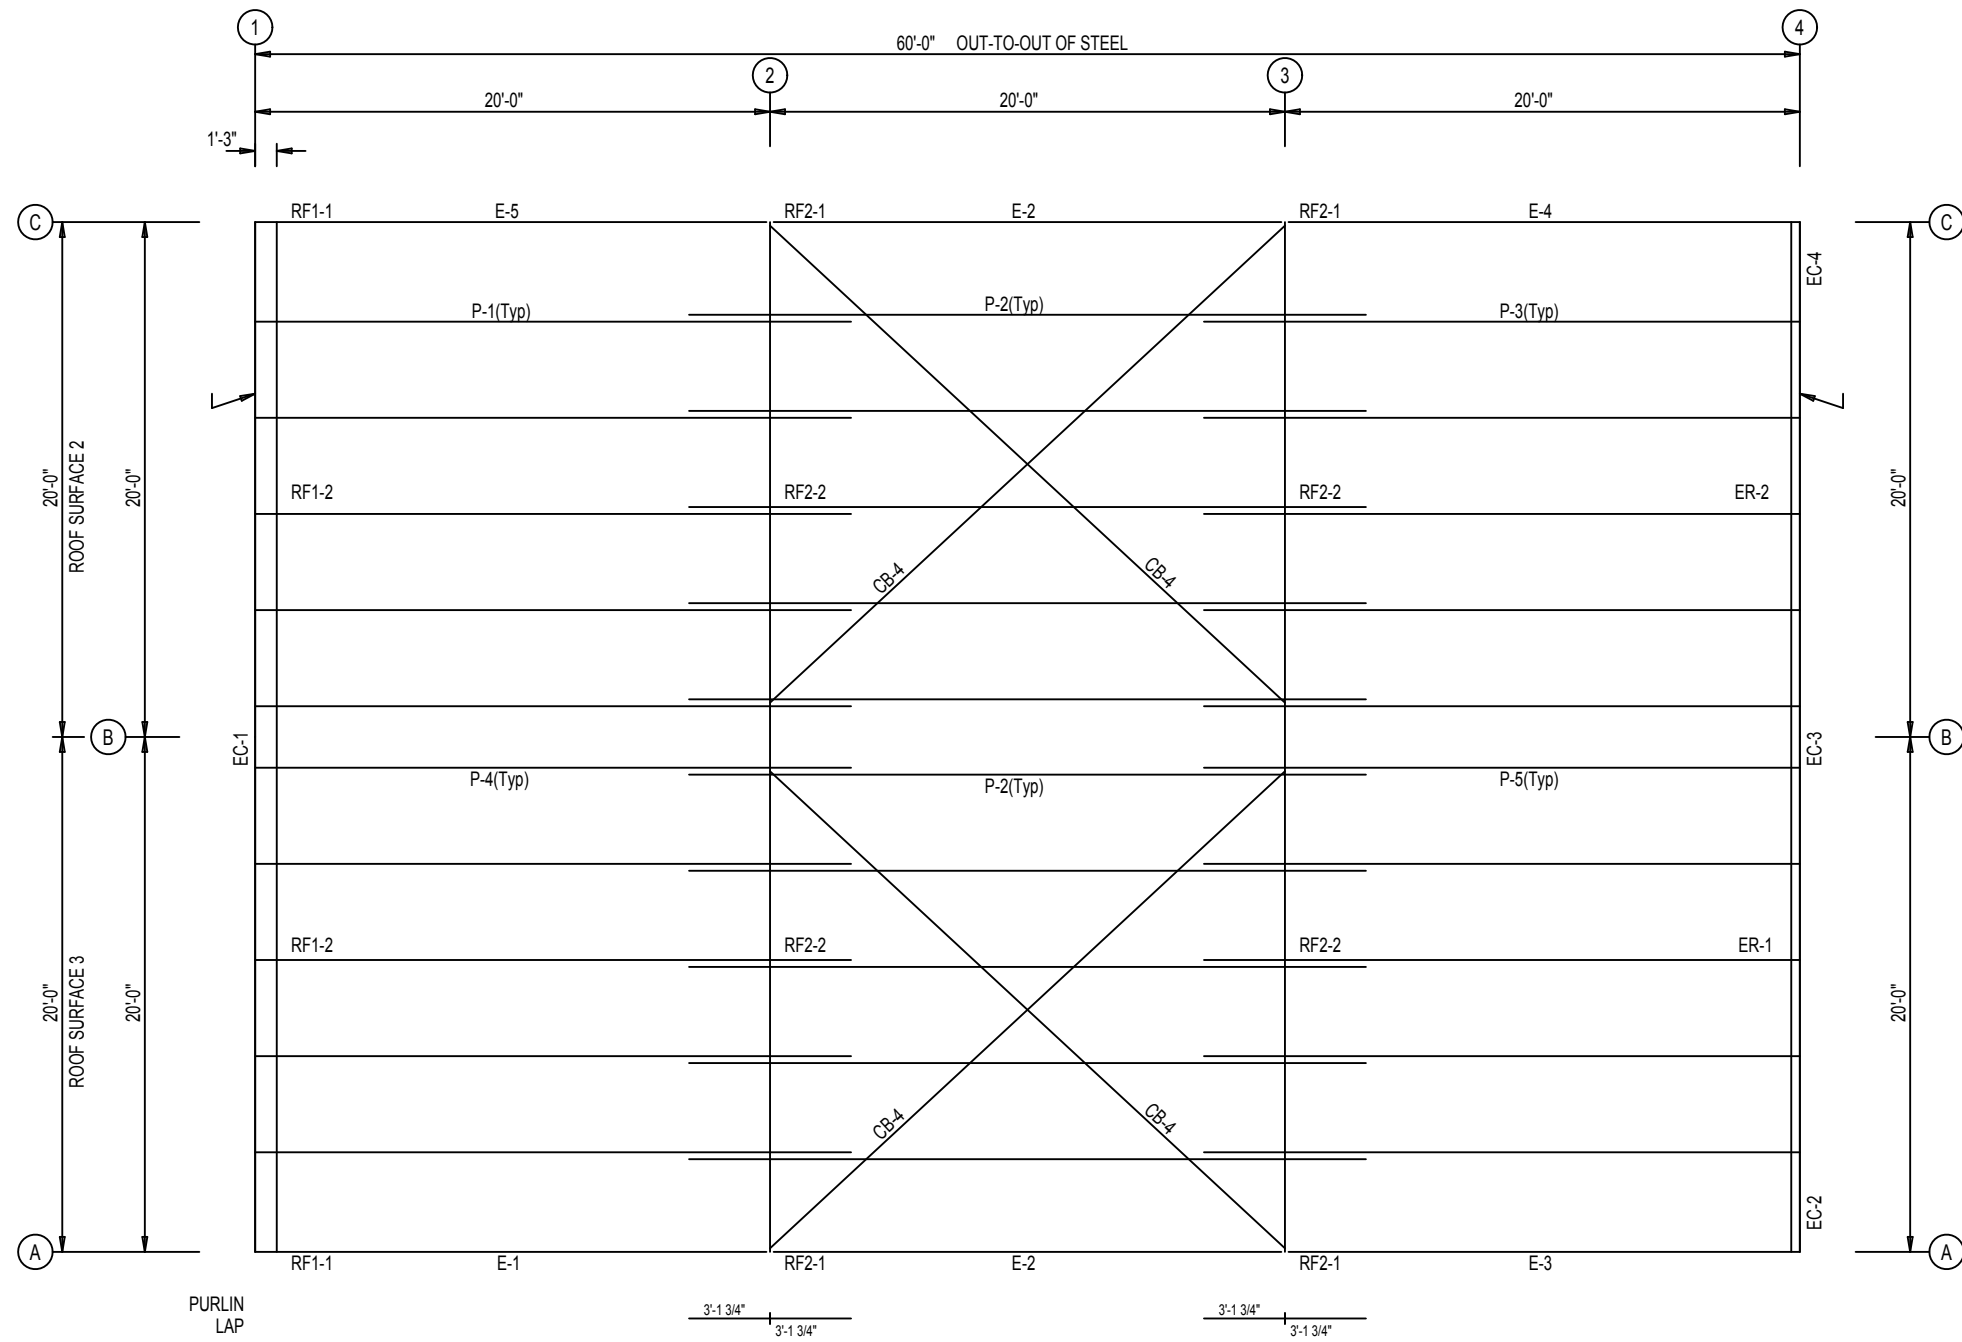 1
4
60'-0" OUT-TO-OUT OF STEEL
2
3
20'-0"
20'-0"
20'-0"
1'-3"
C
RF1-1
E-5
RF2-1
E-2
RF2-1
E-4
C
EC-4
P-1(Typ)
P-2(Typ)
P-3(Typ)
20'-0"
ROOF SURFACE 2
20'-0"
RF1-2
RF2-2
RF2-2
ER-2
20'-0"
CB-4
CB-4
B
EC-1
EC-3
B
P-4(Typ)
P-2(Typ)
P-5(Typ)
RF1-2
RF2-2
RF2-2
ER-1
20'-0"
ROOF SURFACE 3
20'-0"
20'-0"
CB-4
CB-4
EC-2
A
RF1-1
E-1
RF2-1
E-2
RF2-1
E-3
A
PURLIN
LAP
3'-1 3/4"
3'-1 3/4"
3'-1 3/4"
3'-1 3/4"